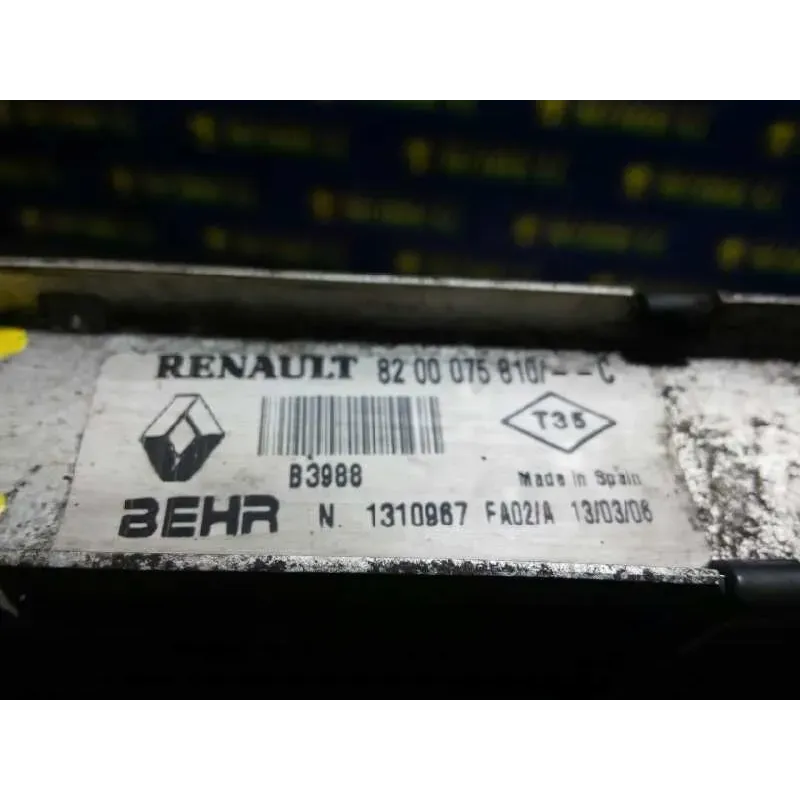 RENAULT 82 00 075 810/--C
T35
B3988
Made in Spain
BEHR N. 1310967 FA02/A 13/03/06